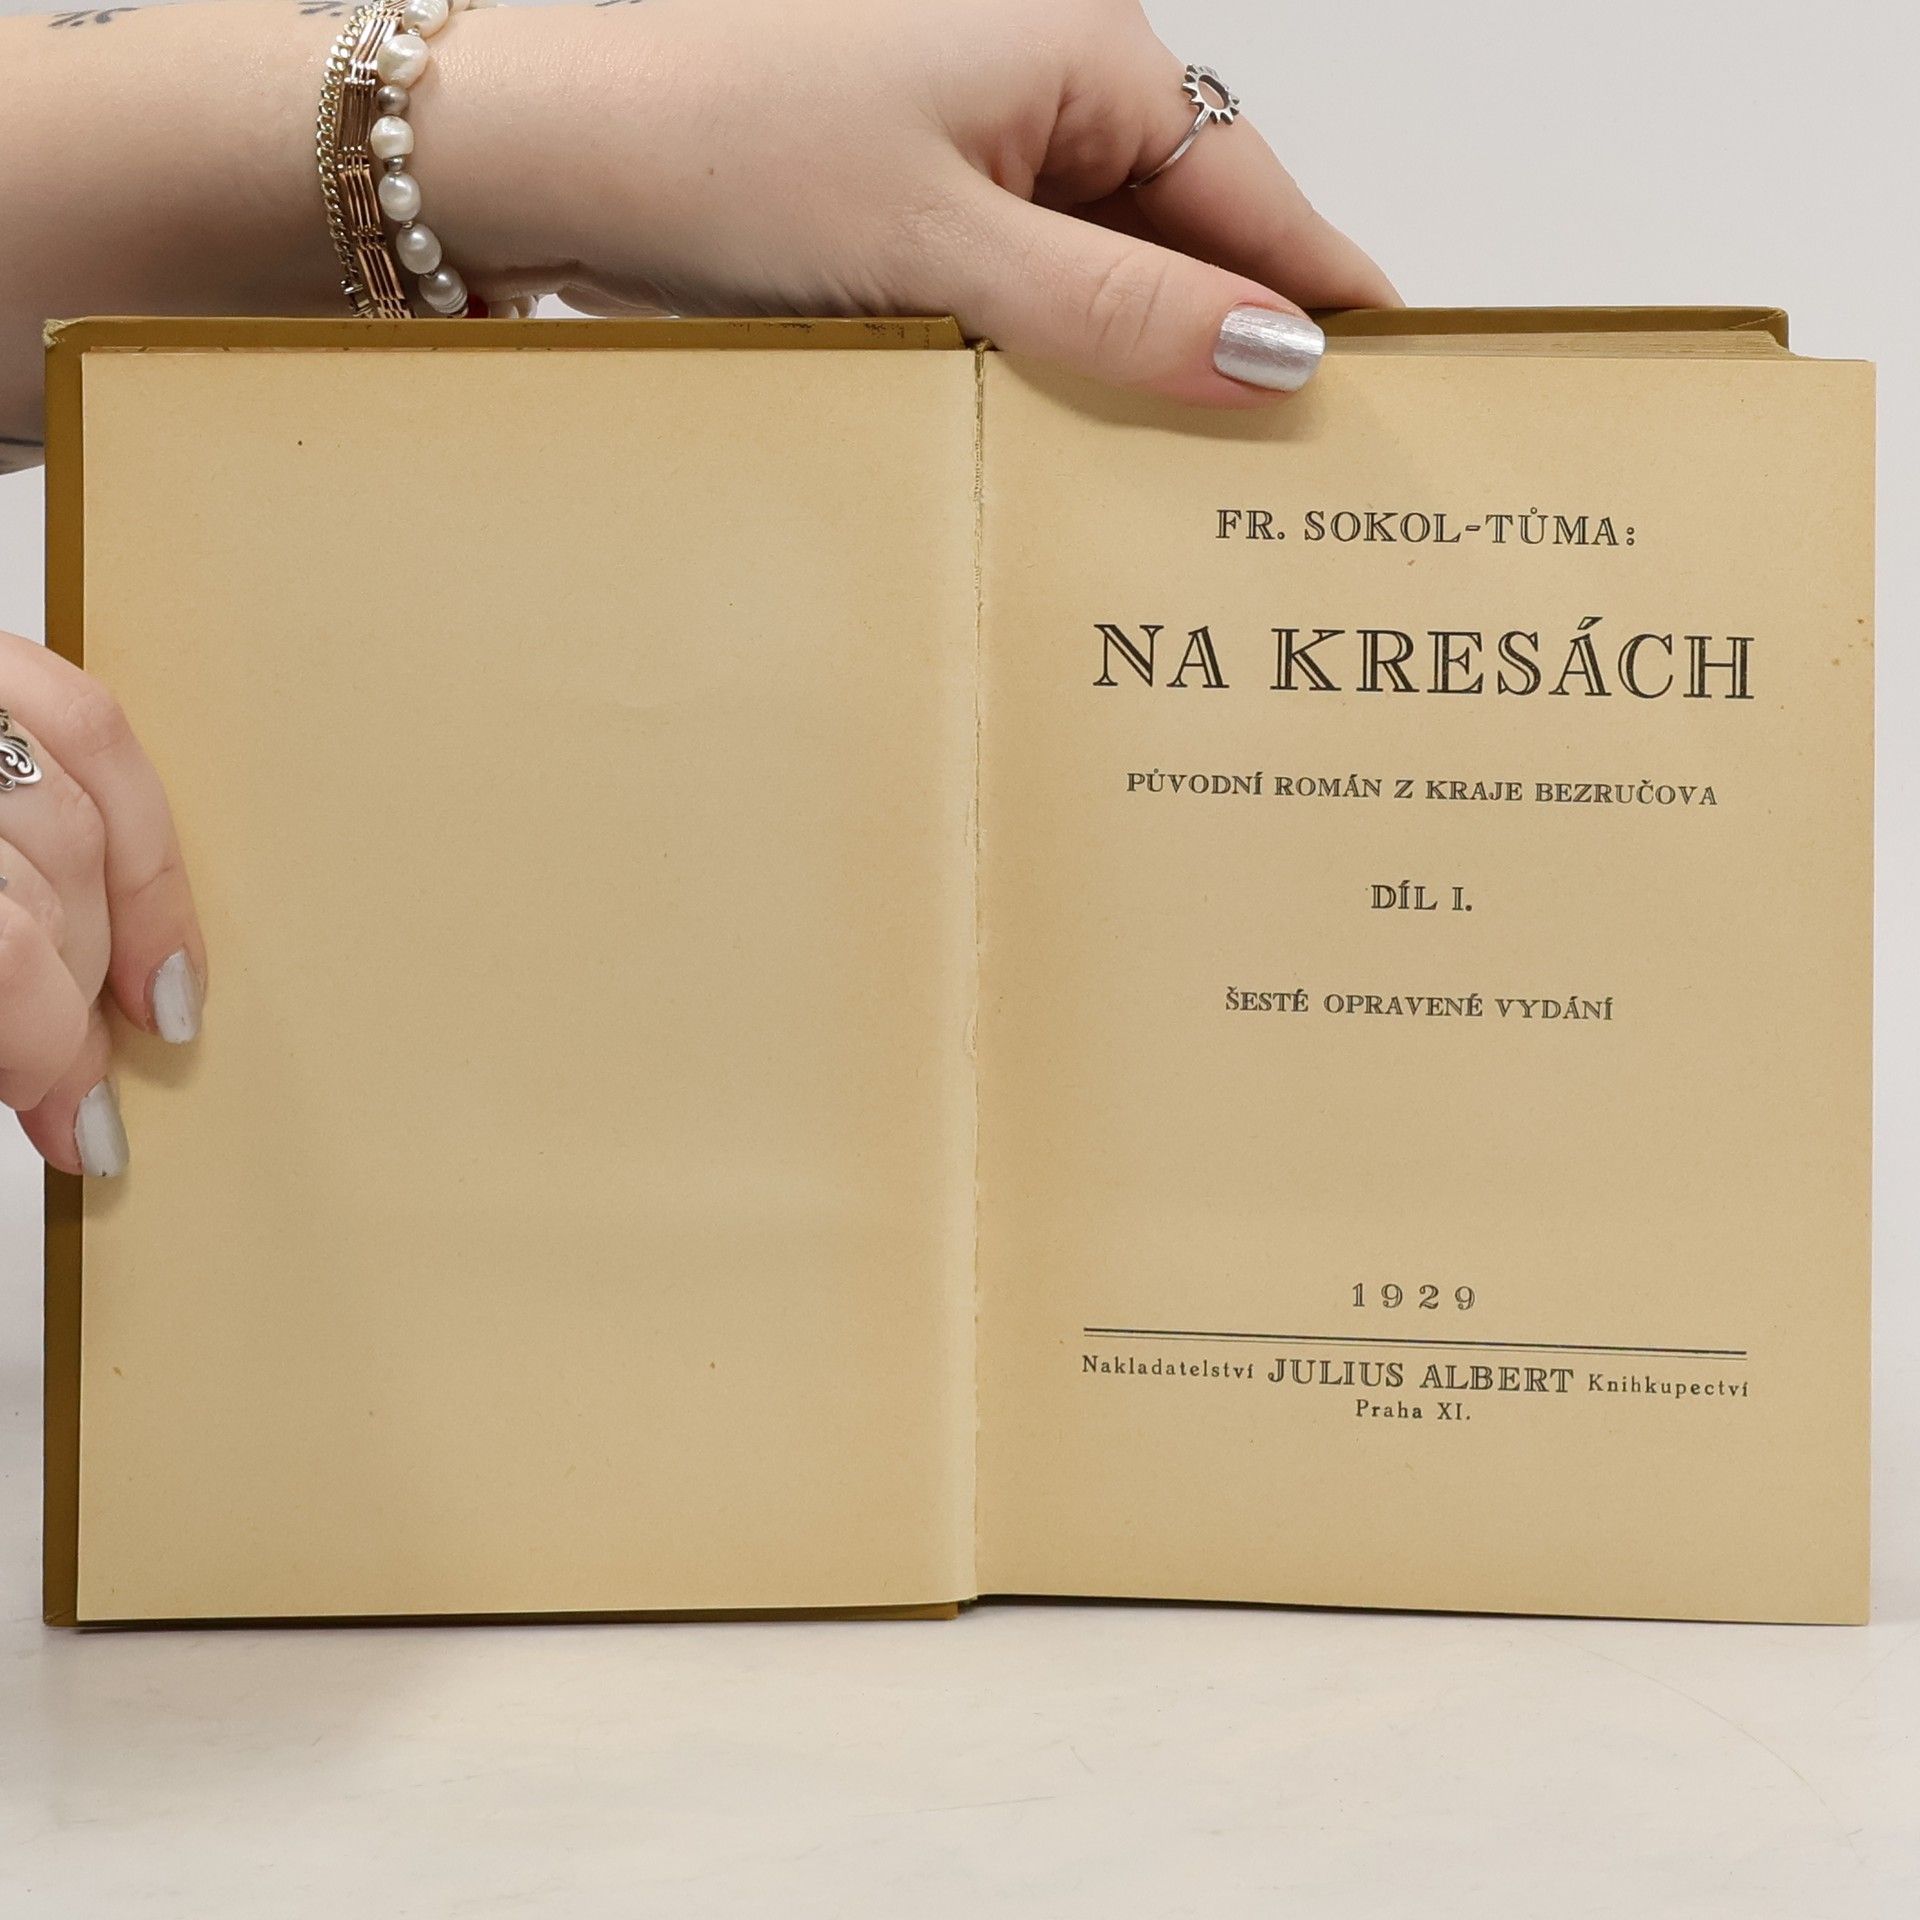 FR. SOKOL-TŮMA:
NA KRESÁCH
PŮVODNÍ ROMÁN Z KRAJE BEZRUČOVA
DÍL I.
ŠESTÉ OPRAVENÉ VYDÁNÍ
1929
Nakladatelství JULIUS ALBERT Knihkupectví
Praha XI.